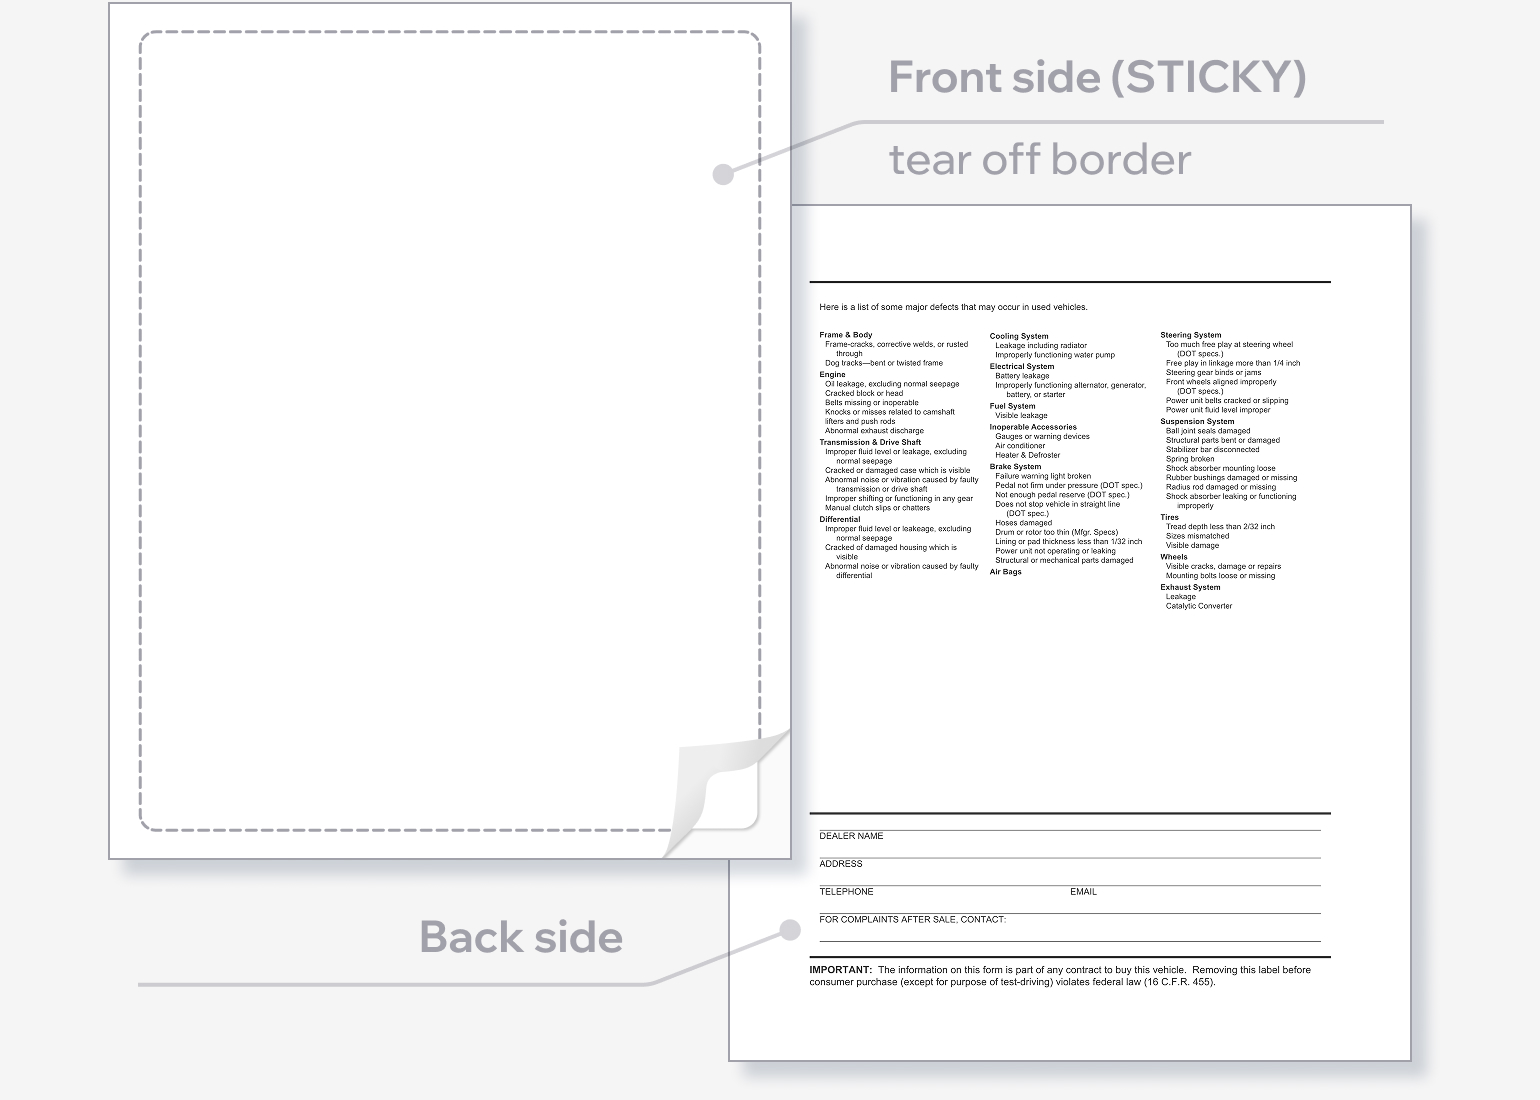 Front side (STICKY)
tear off border
Here is a list of some major defects that may occur in used vehicles.
Frame & Body
Frame-cracks, corrective welds, or rusted
through
Dog tracks—bent or twisted frame
Engine
Oil leakage, excluding normal seepage
Cracked block or head
Belts missing or inoperable
Knocks or misses related to camshaft
lifters and push rods
Abnormal exhaust discharge
Transmission & Drive Shaft
Improper fluid level or leakage, excluding
normal seepage
Cracked or damaged case which is visible
Abnormal noise or vibration caused by faulty
transmission or drive shaft
Improper shifting or functioning in any gear
Manual clutch slips or chatters
Differential
Improper fluid level or leakeage, excluding
normal seepage
Cracked of damaged housing which is
visible
Abnormal noise or vibration caused by faulty
differential
Cooling System
Leakage including radiator
Improperly functioning water pump
Electrical System
Battery leakage
Improperly functioning alternator, generator,
battery, or starter
Fuel System
Visible leakage
Inoperable Accessories
Gauges or warning devices
Air conditioner
Heater & Defroster
Brake System
Failure warning light broken
Pedal not firm under pressure (DOT spec.)
Not enough pedal reserve (DOT spec.)
Does not stop vehicle in straight line
(DOT spec.)
Hoses damaged
Drum or rotor too thin (Mfgr. Specs)
Lining or pad thickness less than 1/32 inch
Power unit not operating or leaking
Structural or mechanical parts damaged
Air Bags
Steering System
Too much free play at steering wheel
(DOT specs.)
Free play in linkage more than 1/4 inch
Steering gear binds or jams
Front wheels aligned improperly
(DOT specs.)
Power unit belts cracked or slipping
Power unit fluid level improper
Suspension System
Ball joint seals damaged
Structural parts bent or damaged
Stabilizer bar disconnected
Spring broken
Shock absorber mounting loose
Rubber bushings damaged or missing
Radius rod damaged or missing
Shock absorber leaking or functioning
improperly
Tires
Tread depth less than 2/32 inch
Sizes mismatched
Visible damage
Wheels
Visible cracks, damage or repairs
Mounting bolts loose or missing
Exhaust System
Leakage
Catalytic Converter
DEALER NAME
ADDRESS
TELEPHONE EMAIL
FOR COMPLAINTS AFTER SALE, CONTACT:
IMPORTANT: The information on this form is part of any contract to buy this vehicle. Removing this label before
consumer purchase (except for purpose of test-driving) violates federal law (16 C.F.R. 455).
Back side